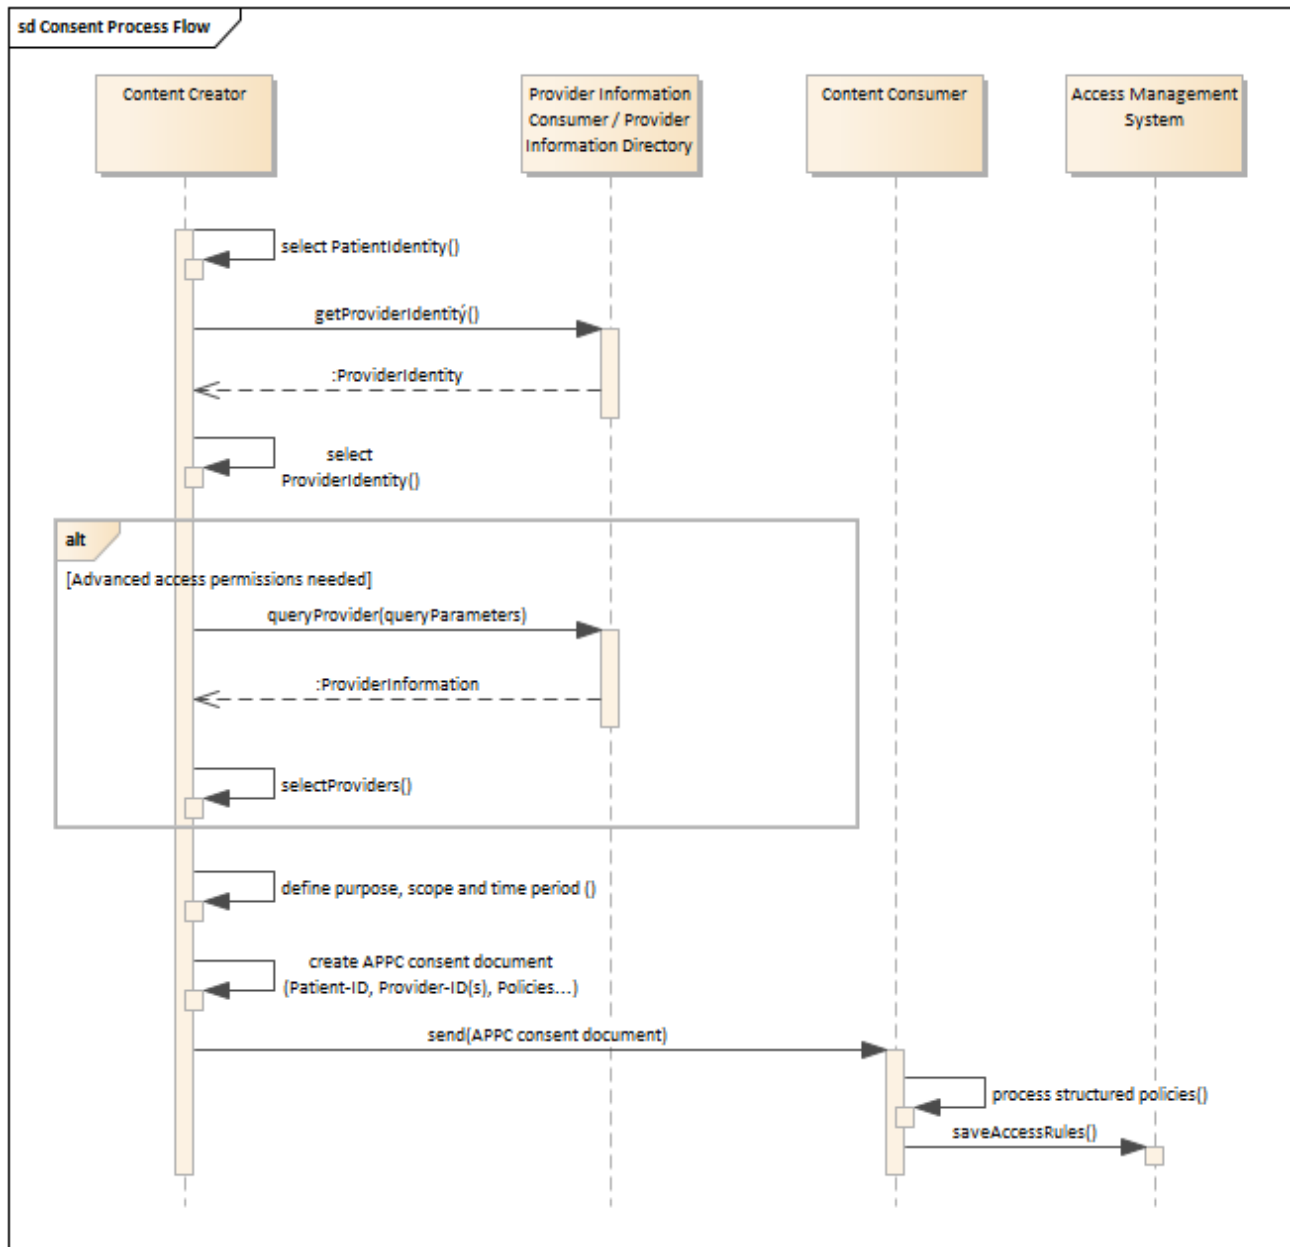 sd Consent Process Flow
Content Creator
Provider Information
Consumer / Provider
Information Directory
Content Consumer
Access Management
System
select PatientIdentity()
getProviderIdentitý()
:ProviderIdentity
select
ProviderIdentity()
alt
[Advanced access permissions needed]
queryProvider(queryParameters)
:ProviderInformation
selectProviders()
define purpose, scope and time period ()
create APPC consent document
(Patient-ID, Provider-ID(s), Policies...)
send(APPC consent document)
process structured policies()
saveAccessRules()